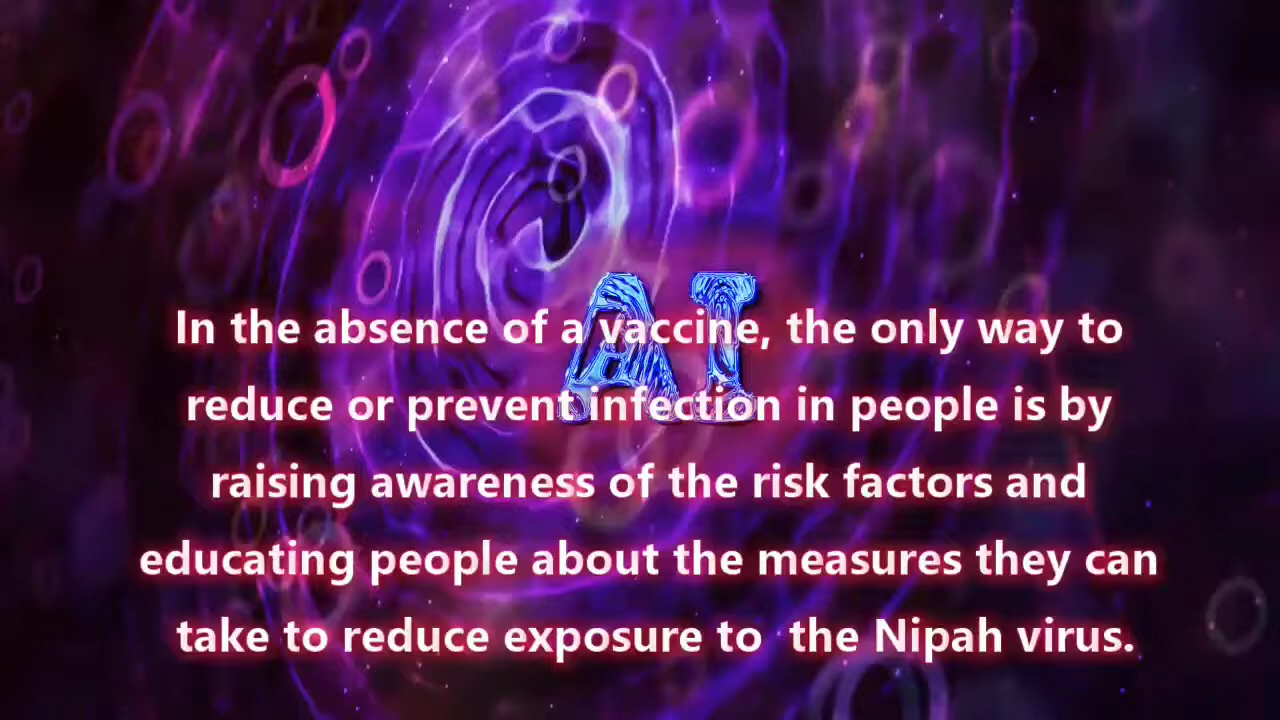 AI
In the absence of a vaccine, the only way to
reduce or prevent infection in people is by
raising awareness of the risk factors and
educating people about the measures they can
take to reduce exposure to  the Nipah virus.